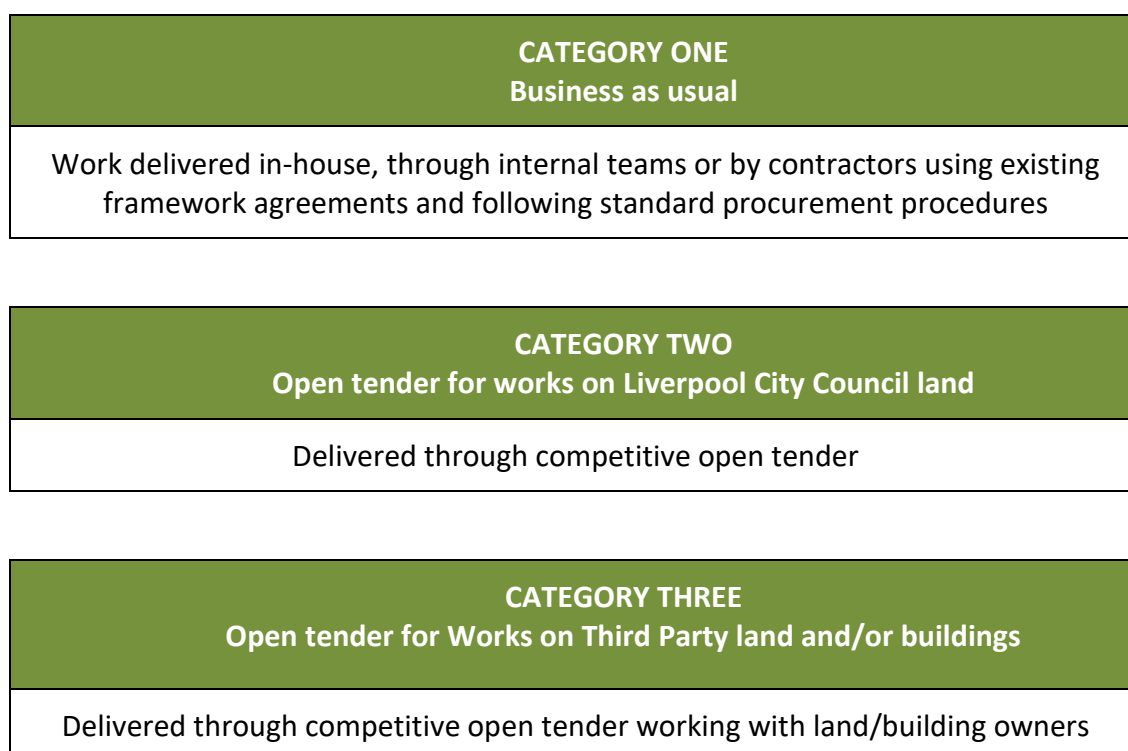 CATEGORY ONE
Business as usual
Work delivered in-house, through internal teams or by contractors using existing
framework agreements and following standard procurement procedures
CATEGORY TWO
Open tender for works on Liverpool City Council land
Delivered through competitive open tender
CATEGORY THREE
Open tender for Works on Third Party land and/or buildings
Delivered through competitive open tender working with land/building owners